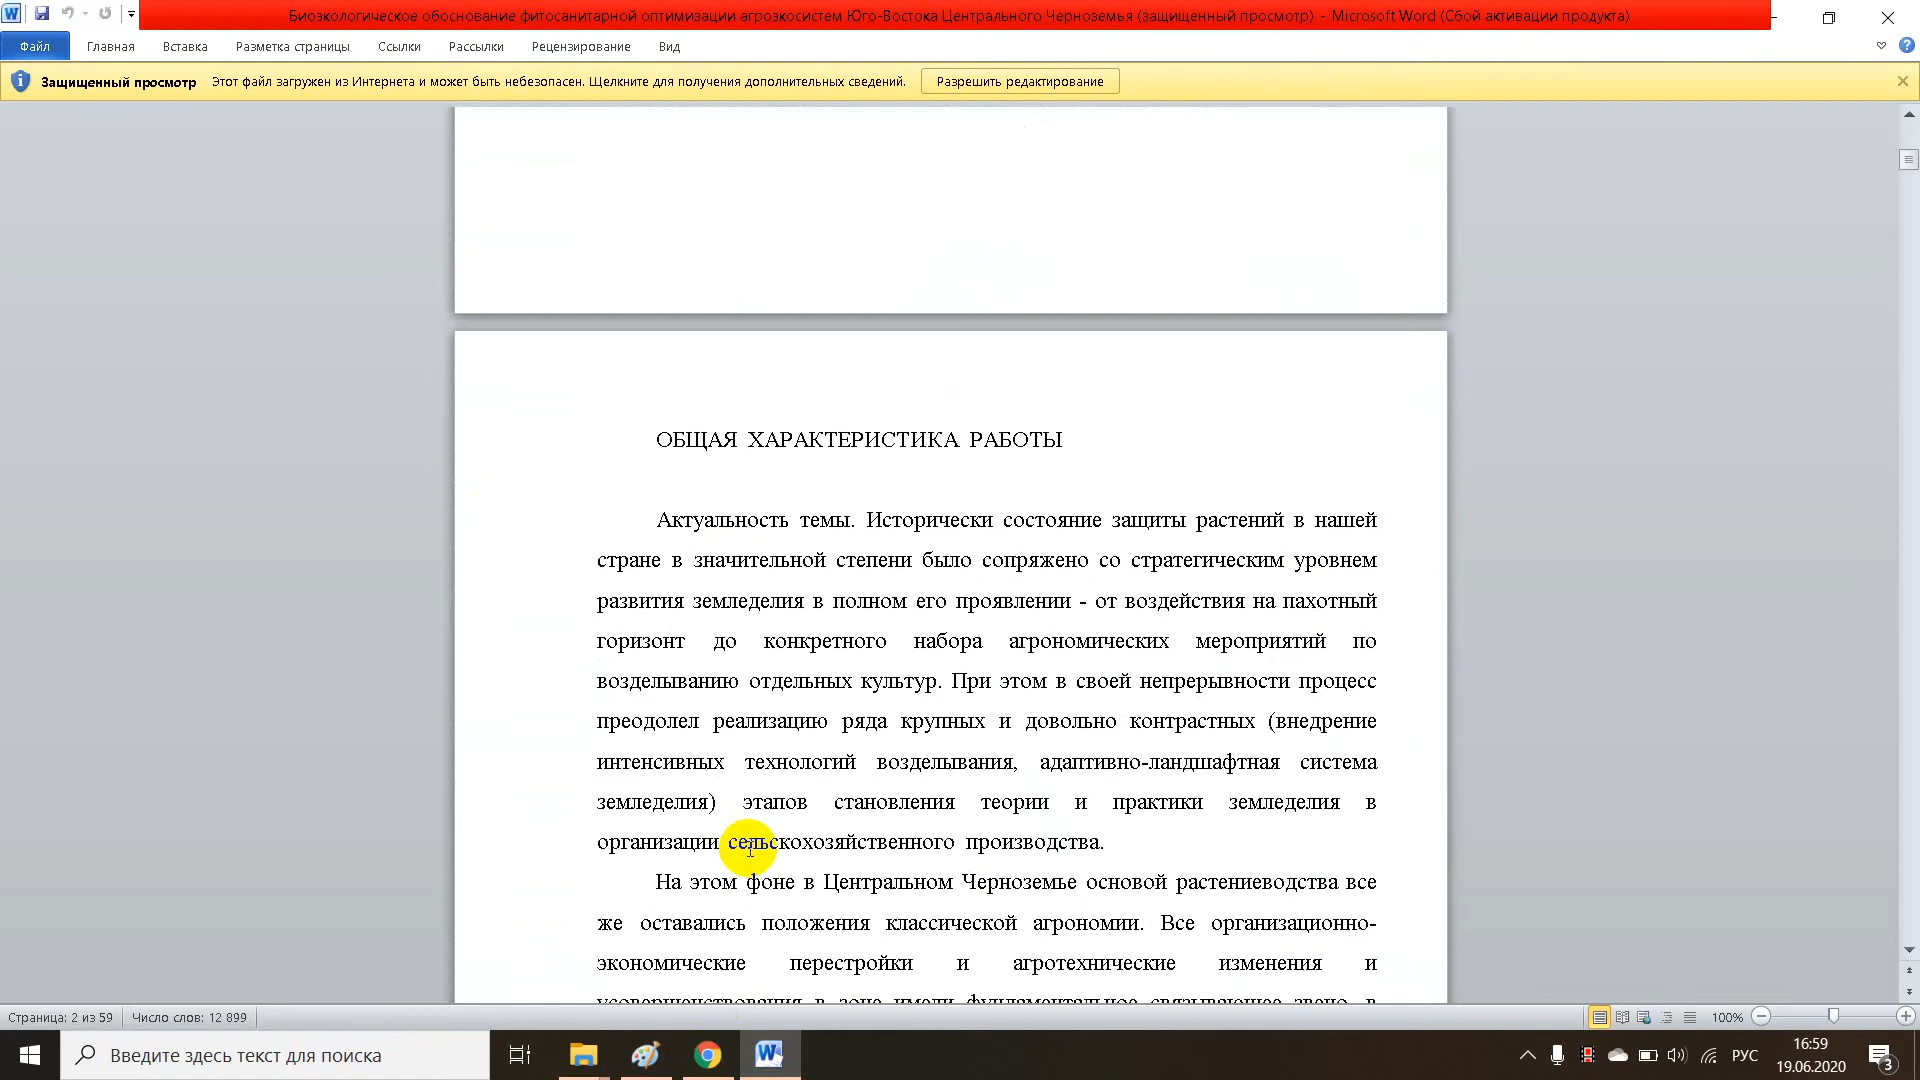 Биоэкологическое обоснование фитосанитарной оптимизации агроэкосистем Юго-Востока Центрального Черноземья (защищенный просмотр) - Microsoft Word (Сбой активации продукта)
Файл Главная Вставка Разметка страницы Ссылки Рассылки Рецензирование Вид
Защищенный просмотр Этот файл загружен из Интернета и может быть небезопасен. Щелкните для получения дополнительных сведений. Разрешить редактирование
ОБЩАЯ ХАРАКТЕРИСТИКА РАБОТЫ
Актуальность темы. Исторически состояние защиты растений в нашей
стране в значительной степени было сопряжено со стратегическим уровнем
развития земледелия в полном его проявлении - от воздействия на пахотный
горизонт до конкретного набора агрономических мероприятий по
возделыванию отдельных культур. При этом в своей непрерывности процесс
преодолел реализацию ряда крупных и довольно контрастных (внедрение
интенсивных технологий возделывания, адаптивно-ландшафтная система
земледелия) этапов становления теории и практики земледелия в
организации сельскохозяйственного производства.
На этом фоне в Центральном Черноземье основой растениеводства все
же оставались положения классической агрономии. Все организационно-
экономические перестройки и агротехнические изменения и
усовершенствования в зоне имели фундаментальное связывающее звено, в
Страница: 2 из 59 Число слов: 12 899 100%
Введите здесь текст для поиска РУС 16:59
19.06.2020 3